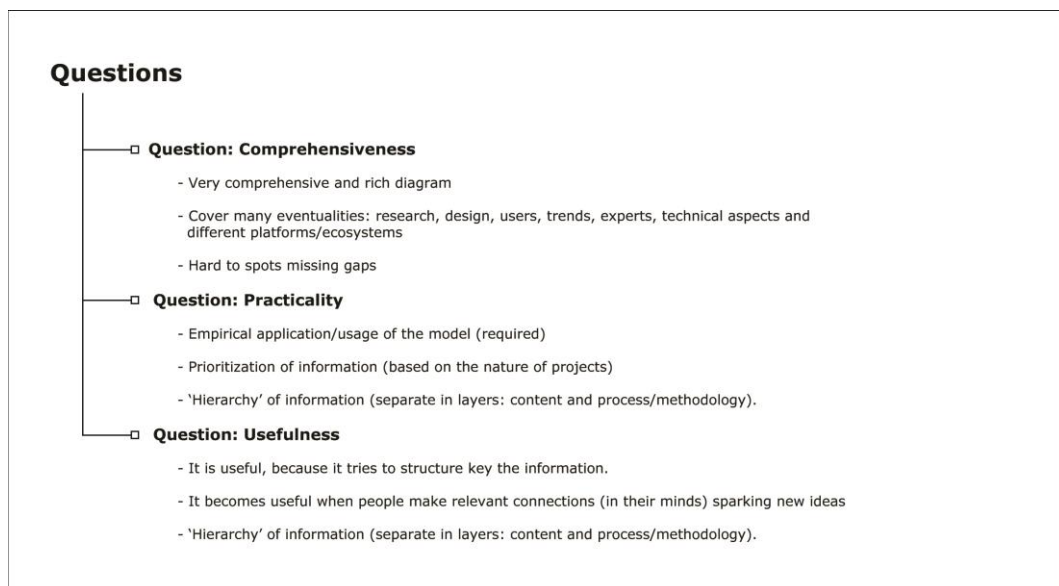 Questions
Question: Comprehensiveness
- Very comprehensive and rich diagram
- Cover many eventualities: research, design, users, trends, experts, technical aspects and
different platforms/ecosystems
- Hard to spots missing gaps
Question: Practicality
- Empirical application/usage of the model (required)
- Prioritization of information (based on the nature of projects)
- ‘Hierarchy’ of information (separate in layers: content and process/methodology).
Question: Usefulness
- It is useful, because it tries to structure key the information.
- It becomes useful when people make relevant connections (in their minds) sparking new ideas
- ‘Hierarchy’ of information (separate in layers: content and process/methodology).